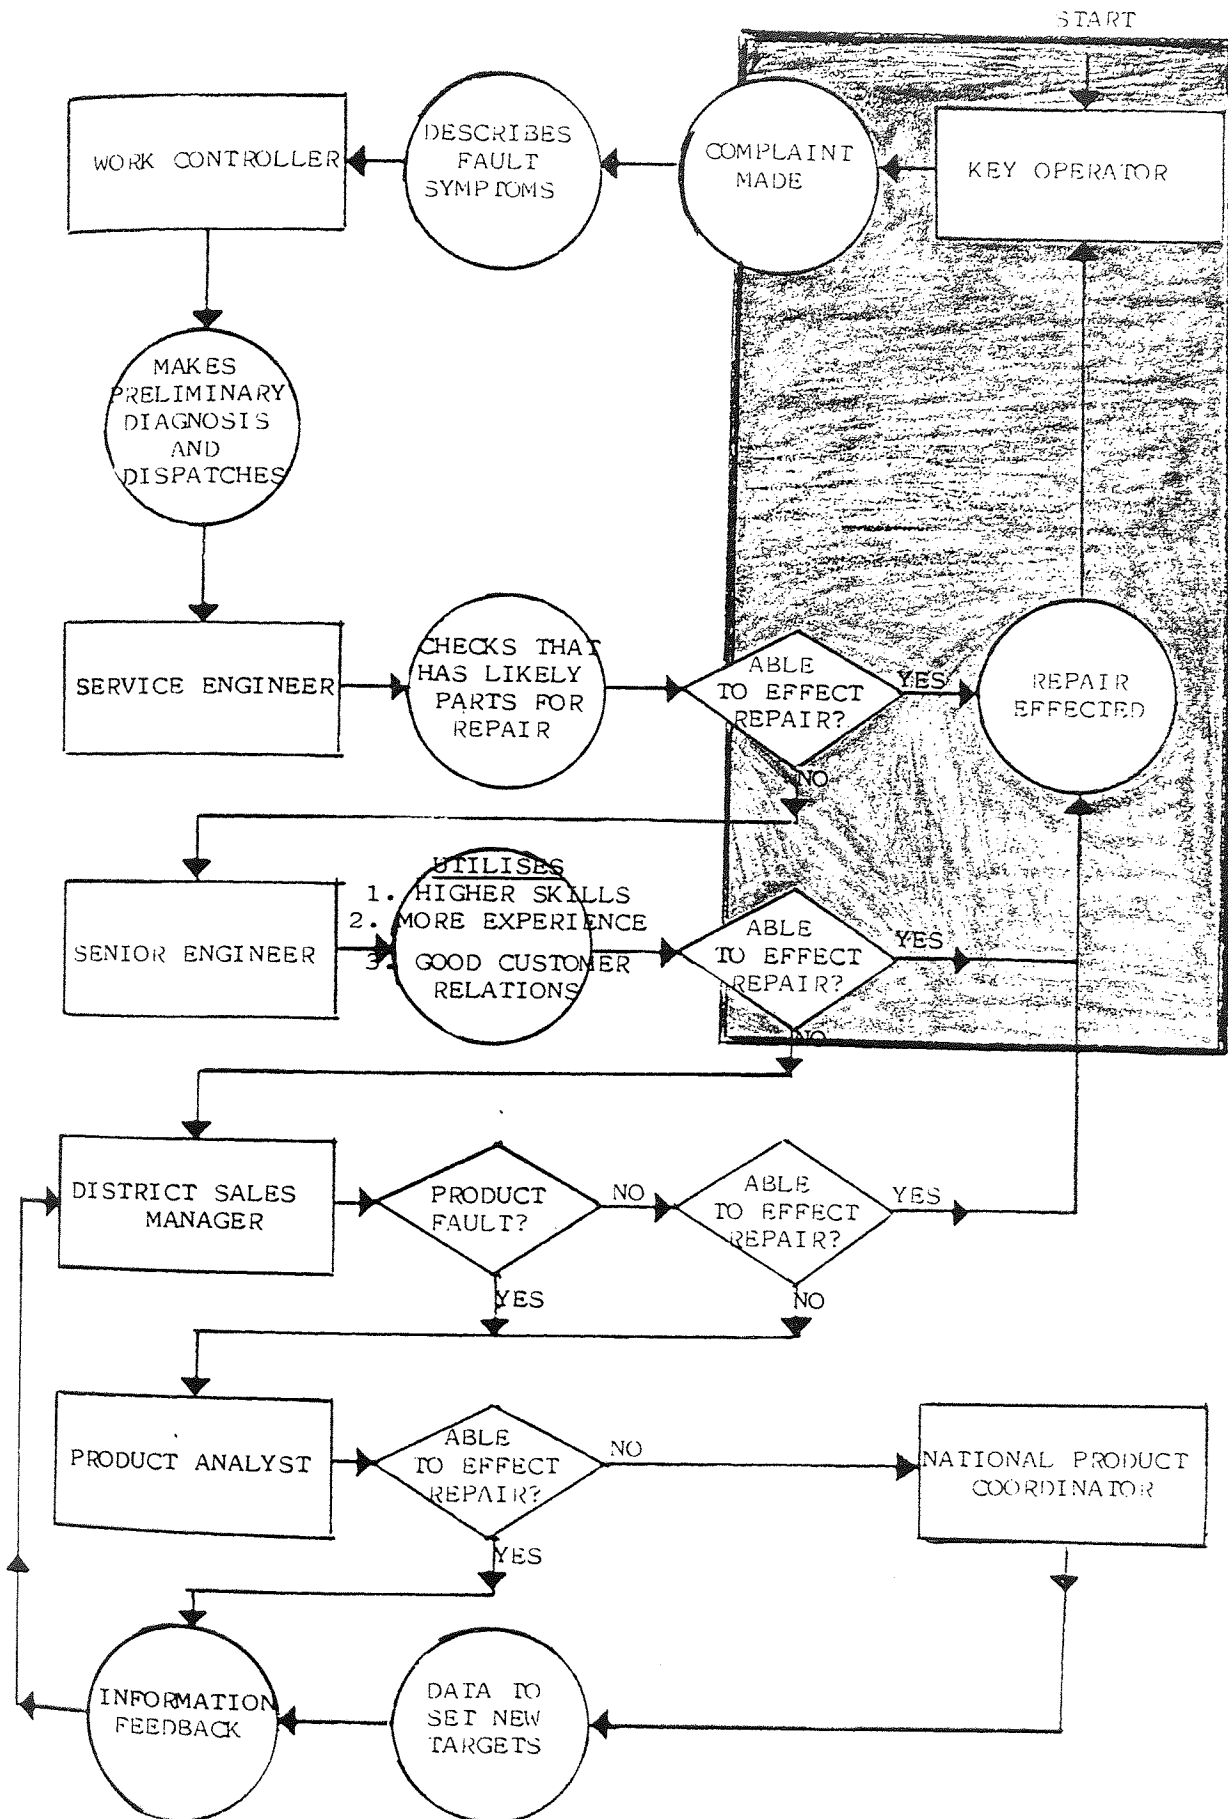 START
DESCRIBES
FAULT
SYMPTOMS
WORK CONTROLLER
COMPLAINT
MADE
KEY OPERATOR
MAKES
PRELIMINARY
DIAGNOSIS
AND
DISPATCHES
SERVICE ENGINEER
CHECKS THAT
HAS LIKELY
PARTS FOR
REPAIR
ABLE
TO EFFECT
REPAIR?
YES
REPAIR
EFFECTED
NO
SENIOR ENGINEER
UTILISES
1. HIGHER SKILLS
2. MORE EXPERIENCE
3. GOOD CUSTOMER
RELATIONS
ABLE
TO EFFECT
REPAIR?
YES
NO
DISTRICT SALES
MANAGER
PRODUCT
FAULT?
NO
ABLE
TO EFFECT
REPAIR?
YES
YES
NO
PRODUCT ANALYST
ABLE
TO EFFECT
REPAIR?
NO
NATIONAL PRODUCT
COORDINATOR
YES
INFORMATION
FEEDBACK
DATA TO
SET NEW
TARGETS